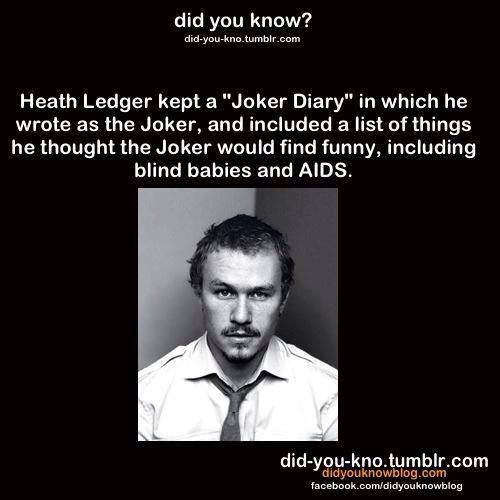 did you know?
did-you-kno.tumblr.com
Heath Ledger kept a "Joker Diary" in which he
wrote as the Joker, and included a list of things
he thought the Joker would find funny, including
blind babies and AIDS.
did-you-kno.tumblr.com
didyouknowblog.com
facebook.com/didyouknowblog